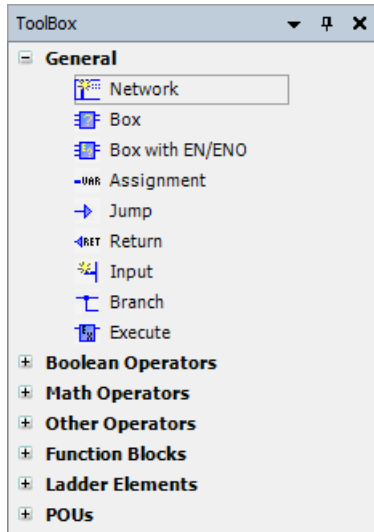 ToolBox
General
Network
Box
Box with EN/ENO
-VAR Assignment
Jump
RET Return
Input
Branch
Ex Execute
Boolean Operators
Math Operators
Other Operators
Function Blocks
Ladder Elements
POUs